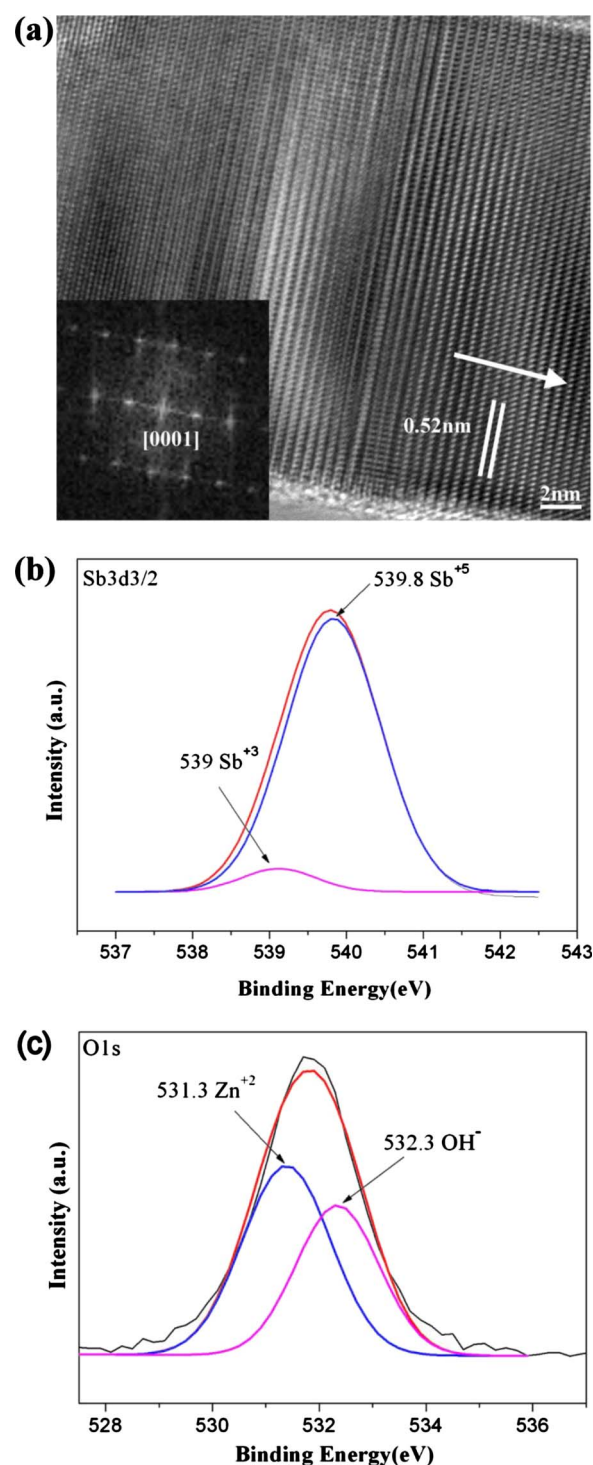 (a)
[0001]
0.52nm
2nm
(b)
Sb3d3/2
539.8 Sb+5
539 Sb+3
Intensity (a.u.)
537 538 539 540 541 542 543
Binding Energy(eV)
(c)
O1s
531.3 Zn+2
532.3 OH-
Intensity (a.u.)
528 530 532 534 536
Binding Energy(eV)